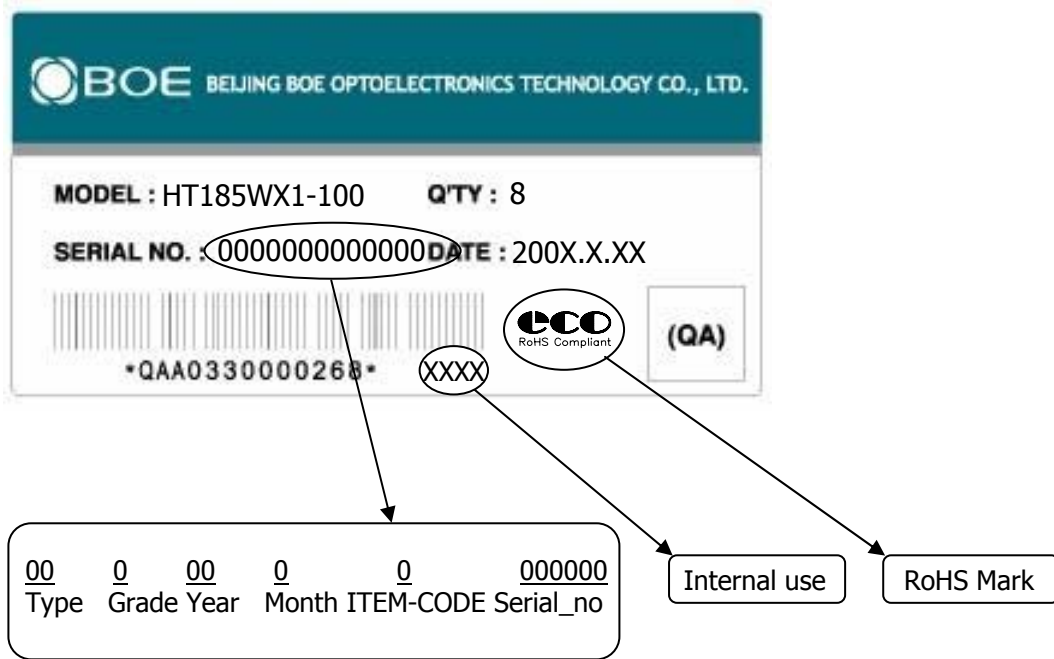 BOE BEIJING BOE OPTOELECTRONICS TECHNOLOGY CO., LTD.
MODEL : HT185WX1-100 Q'TY : 8
SERIAL NO. : 0000000000000 DATE : 200X.X.XX
eco
RoHS Compliant
(QA)
*QAA0330000268* XXXX
00 0 00 0 0 000000
Type Grade Year Month ITEM-CODE Serial_no
Internal use
RoHS Mark